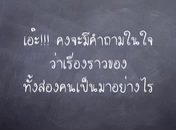 เอ๊ะ!!! คงจะมีคำถามในใจ
ว่าเรื่องราวของ
ทั้งสองคนเป็นมาอย่างไร